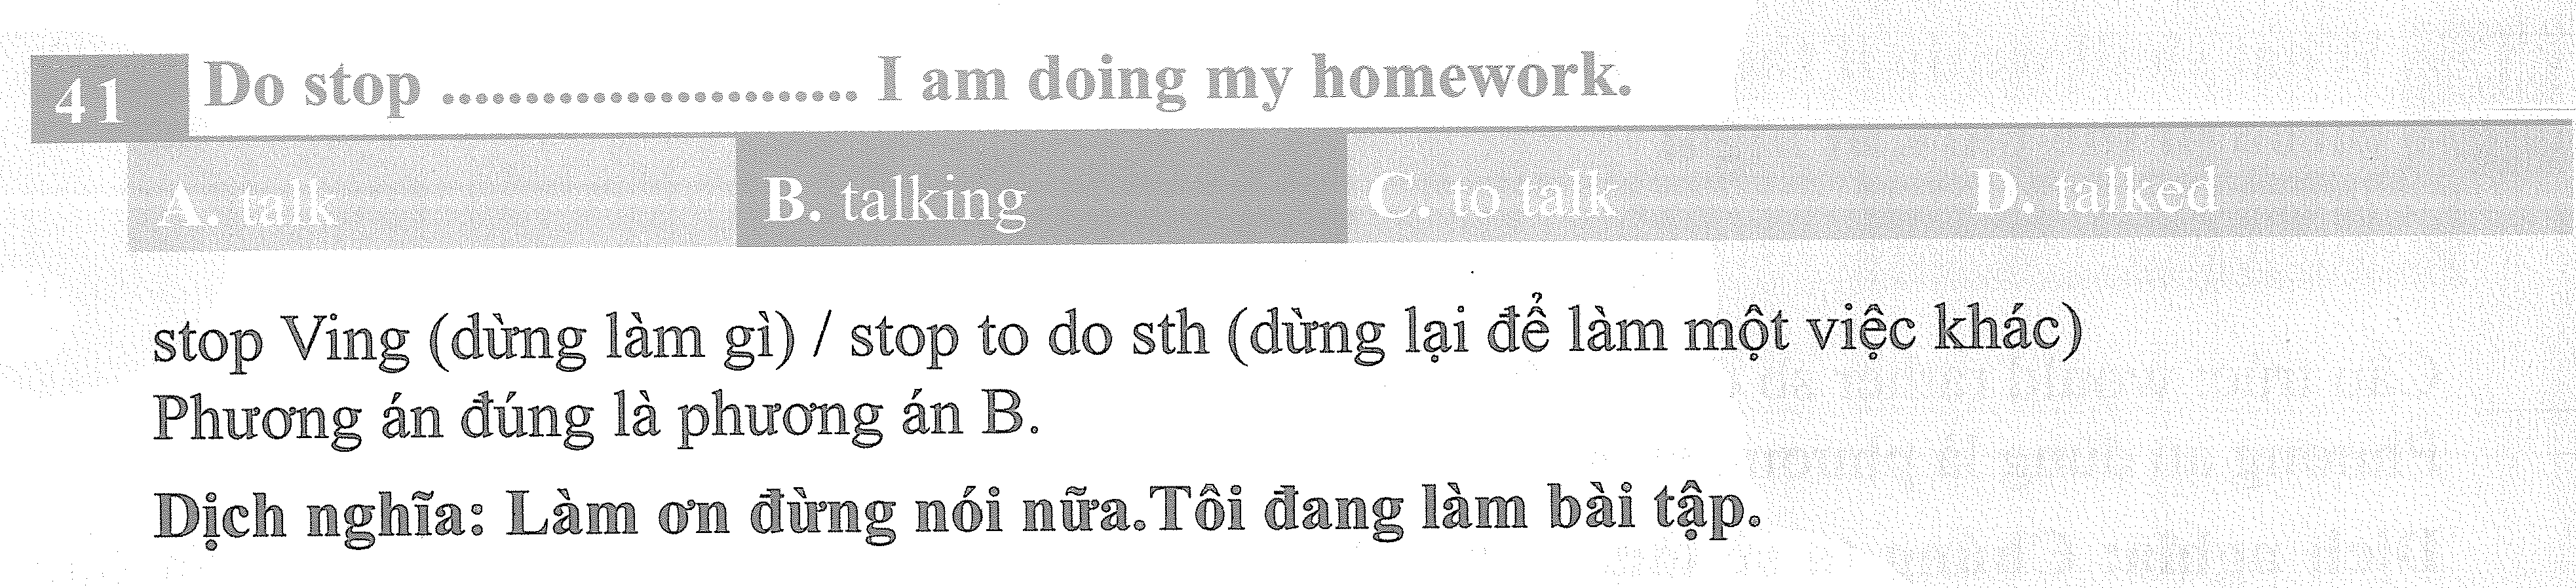 41 Do stop ........................ I am doing my homework.
A. talk B. talking C. to talk D. talked
stop Ving (dừng làm gì) / stop to do sth (dừng lại để làm một việc khác)
Phương án đúng là phương án B.
Dịch nghĩa: Làm ơn đừng nói nữa.Tôi đang làm bài tập.